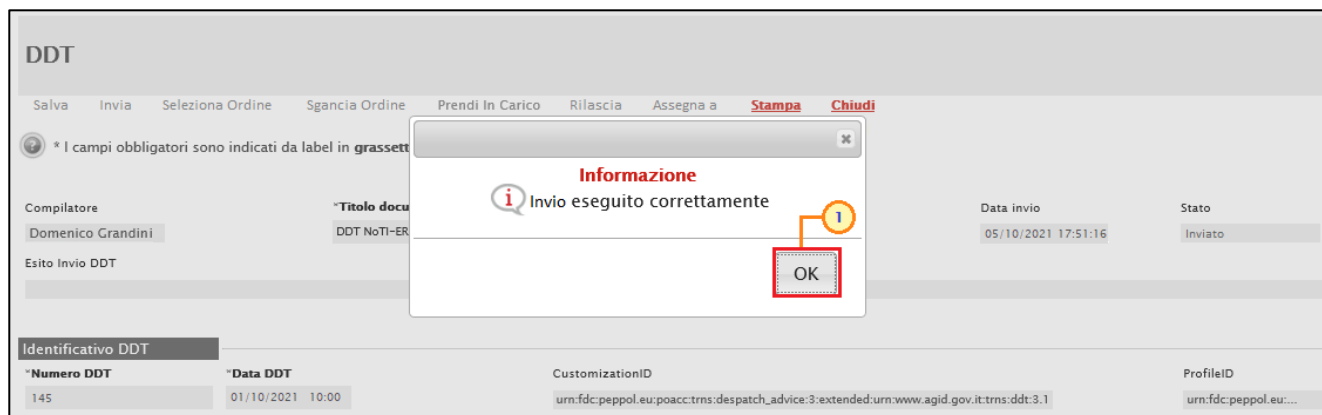 DDT
Salva Invia Seleziona Ordine Sgancia Ordine Prendi In Carico Rilascia Assegna a Stampa Chiudi
* I campi obbligatori sono indicati da label in grassett
Informazione
Invio eseguito correttamente
1
OK
Compilatore *Titolo docu Data invio Stato
Domenico Grandini DDT NoTI-ER 05/10/2021 17:51:16 Inviato
Esito Invio DDT
Identificativo DDT
*Numero DDT *Data DDT CustomizationID ProfileID
145 01/10/2021 10:00 urn:fdc:peppol.eu:poacc:trns:despatch_advice:3:extended:urn:www.agid.gov.it:trns:ddt:3.1 urn:fdc:peppol.eu:...